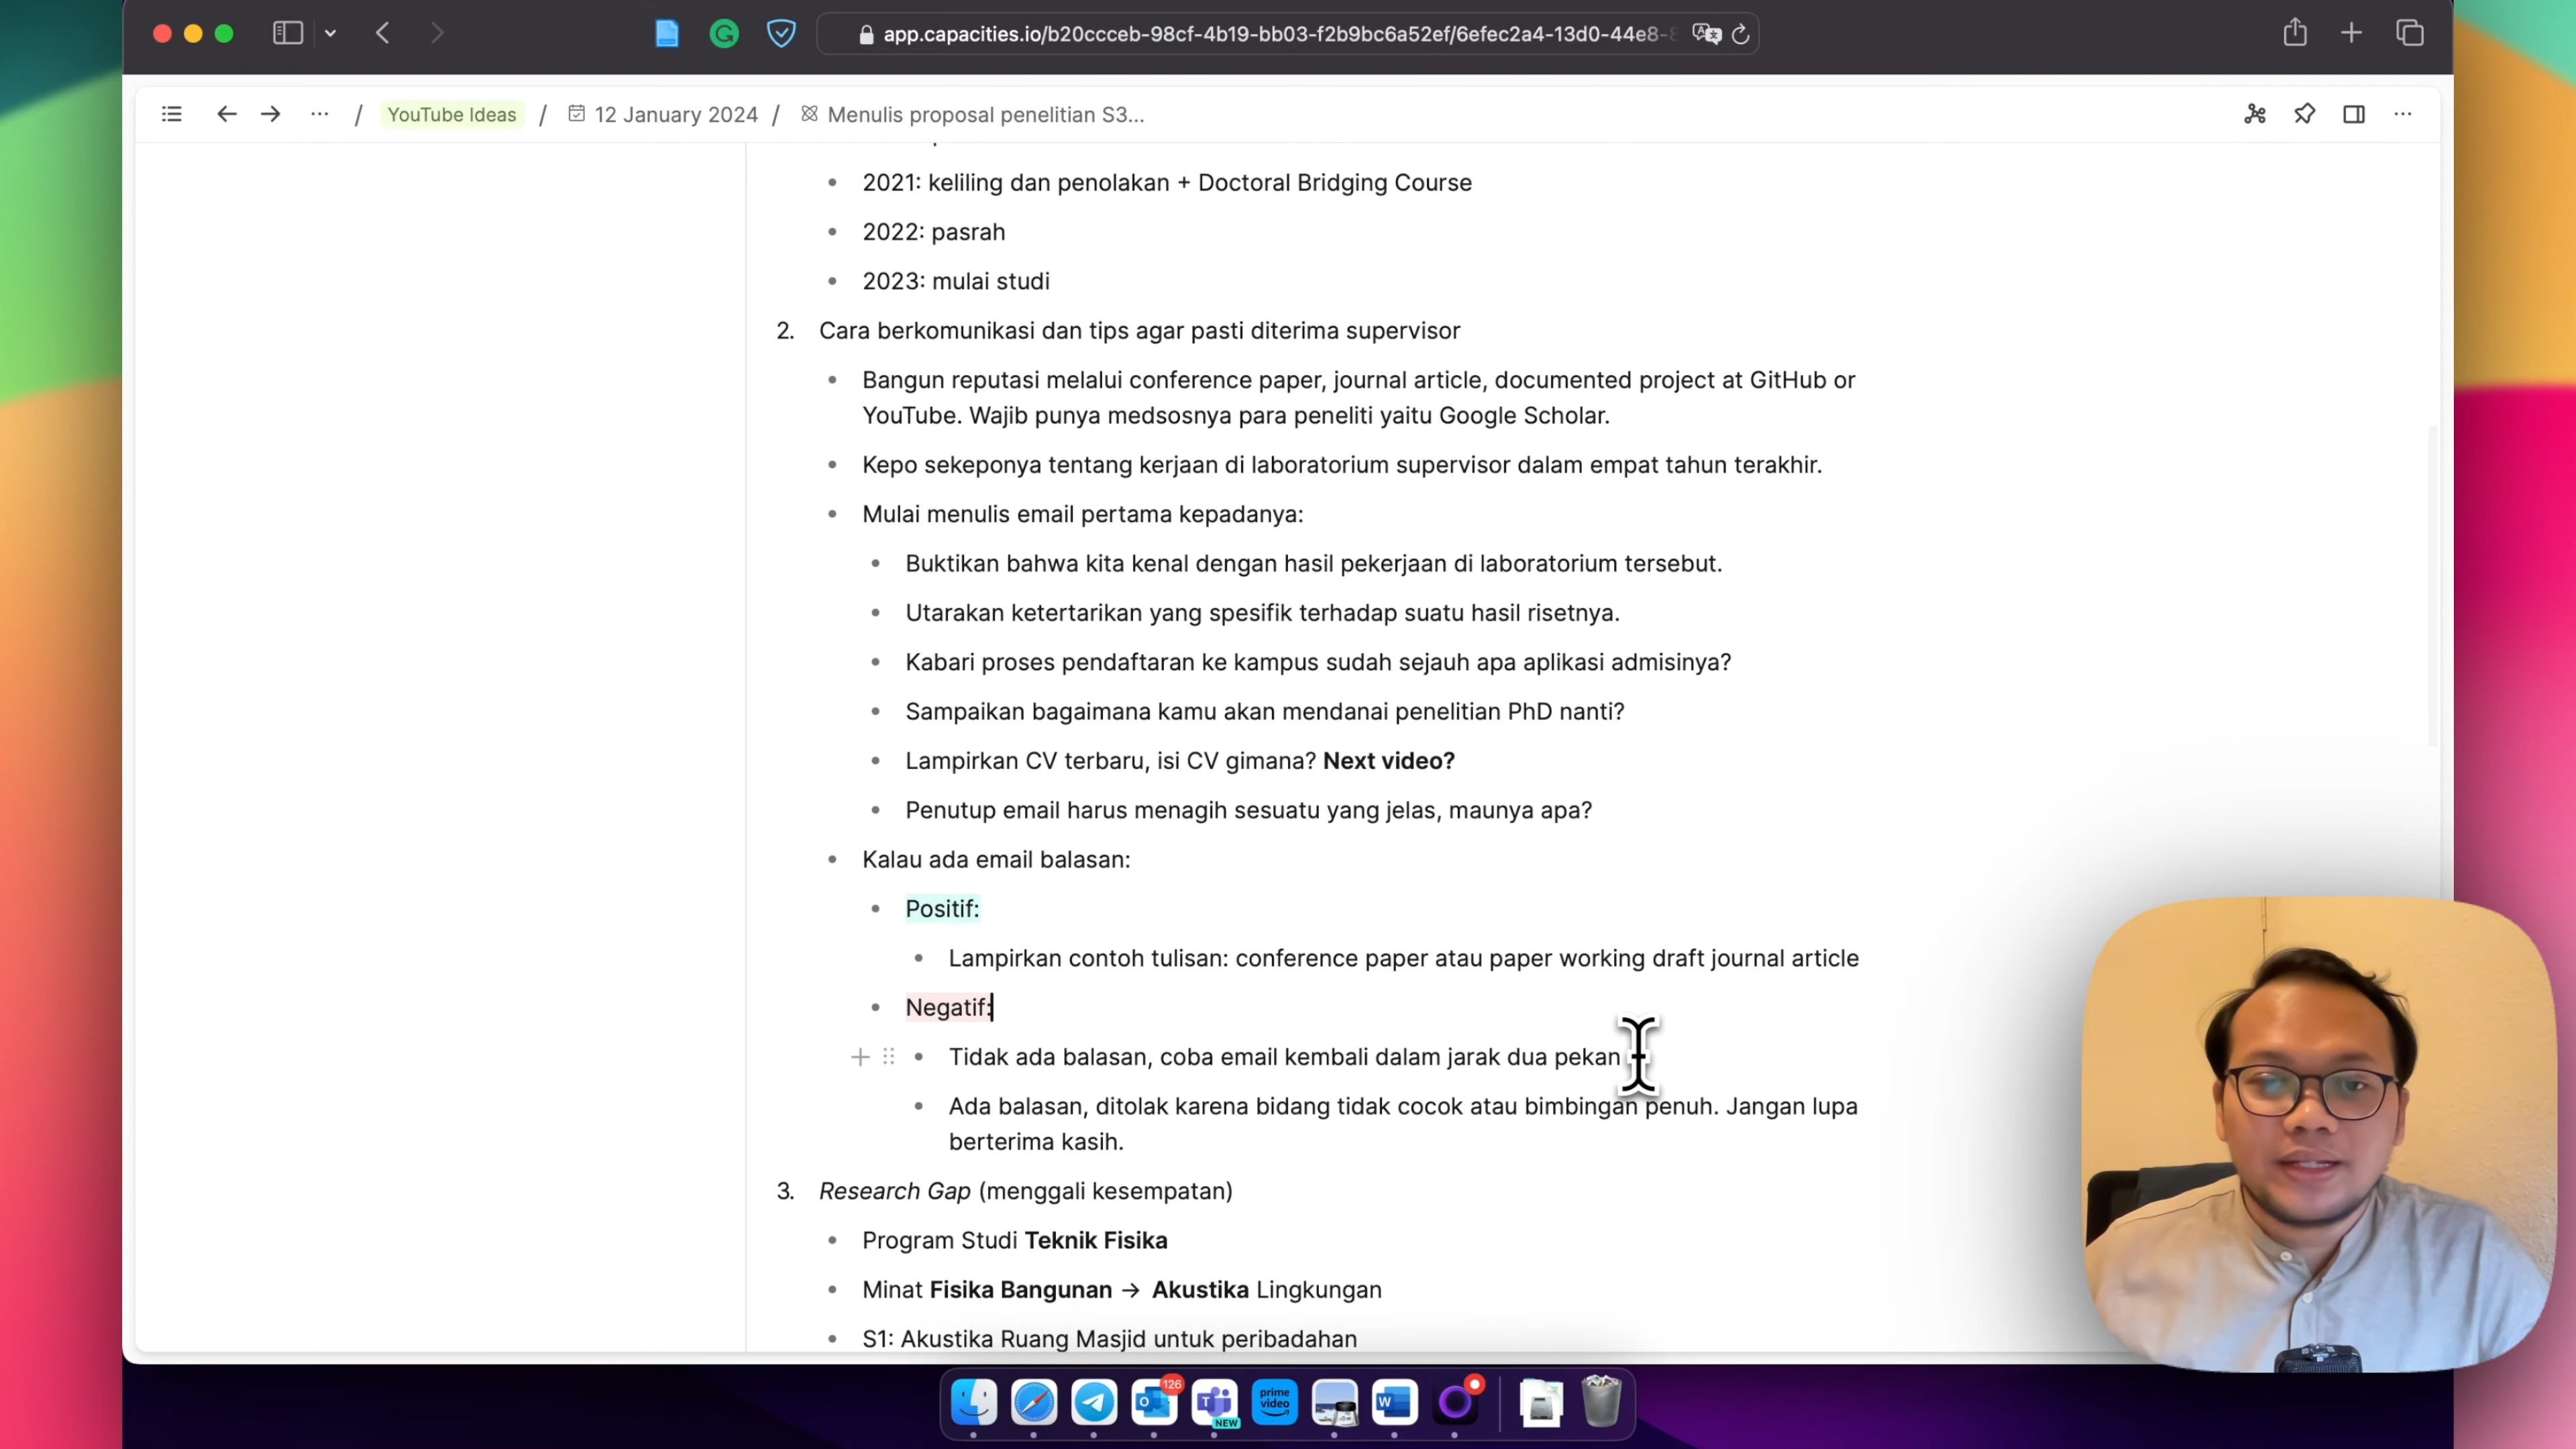 app.capacities.io/b20ccceb-98cf-4b19-bb03-f2b9bc6a52ef/6efec2a4-13d0-44e8-
/ YouTube Ideas / 12 January 2024 / Menulis proposal penelitian S3...
2021: keliling dan penolakan + Doctoral Bridging Course
2022: pasrah
2023: mulai studi
2. Cara berkomunikasi dan tips agar pasti diterima supervisor
Bangun reputasi melalui conference paper, journal article, documented project at GitHub or
YouTube. Wajib punya medsosnya para peneliti yaitu Google Scholar.
Kepo sekeponya tentang kerjaan di laboratorium supervisor dalam empat tahun terakhir.
Mulai menulis email pertama kepadanya:
Buktikan bahwa kita kenal dengan hasil pekerjaan di laboratorium tersebut.
Utarakan ketertarikan yang spesifik terhadap suatu hasil risetnya.
Kabari proses pendaftaran ke kampus sudah sejauh apa aplikasi admisinya?
Sampaikan bagaimana kamu akan mendanai penelitian PhD nanti?
Lampirkan CV terbaru, isi CV gimana? Next video?
Penutup email harus menagih sesuatu yang jelas, maunya apa?
Kalau ada email balasan:
Positif:
Lampirkan contoh tulisan: conference paper atau paper working draft journal article
Negatif:
Tidak ada balasan, coba email kembali dalam jarak dua pekan
Ada balasan, ditolak karena bidang tidak cocok atau bimbingan penuh. Jangan lupa
berterima kasih.
3. Research Gap (menggali kesempatan)
Program Studi Teknik Fisika
Minat Fisika Bangunan → Akustika Lingkungan
S1: Akustika Ruang Masjid untuk peribadahan
126
NEW
prime
video